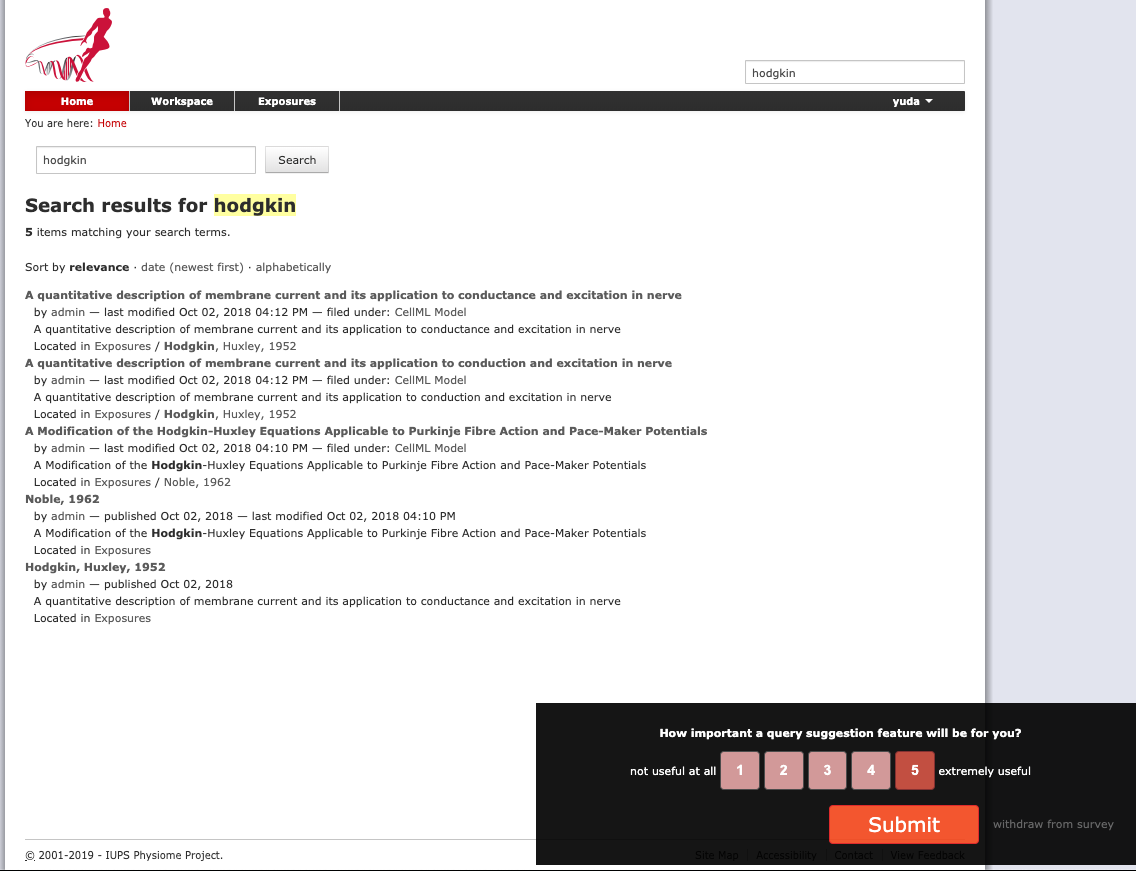 hodgkin
Home Workspace Exposures yuda
You are here: Home
hodgkin Search
Search results for hodgkin
5 items matching your search terms.
Sort by relevance · date (newest first) · alphabetically
A quantitative description of membrane current and its application to conductance and excitation in nerve
by admin — last modified Oct 02, 2018 04:12 PM — filed under: CellML Model
A quantitative description of membrane current and its application to conductance and excitation in nerve
Located in Exposures / Hodgkin, Huxley, 1952
A quantitative description of membrane current and its application to conduction and excitation in nerve
by admin — last modified Oct 02, 2018 04:12 PM — filed under: CellML Model
A quantitative description of membrane current and its application to conduction and excitation in nerve
Located in Exposures / Hodgkin, Huxley, 1952
A Modification of the Hodgkin-Huxley Equations Applicable to Purkinje Fibre Action and Pace-Maker Potentials
by admin — last modified Oct 02, 2018 04:10 PM — filed under: CellML Model
A Modification of the Hodgkin-Huxley Equations Applicable to Purkinje Fibre Action and Pace-Maker Potentials
Located in Exposures / Noble, 1962
Noble, 1962
by admin — published Oct 02, 2018 — last modified Oct 02, 2018 04:10 PM
A Modification of the Hodgkin-Huxley Equations Applicable to Purkinje Fibre Action and Pace-Maker Potentials
Located in Exposures
Hodgkin, Huxley, 1952
by admin — published Oct 02, 2018
A quantitative description of membrane current and its application to conductance and excitation in nerve
Located in Exposures
How important a query suggestion feature will be for you?
not useful at all 1 2 3 4 5 extremely useful
Submit withdraw from survey
© 2001-2019 - IUPS Physiome Project. Site Map Accessibility Contact View Feedback